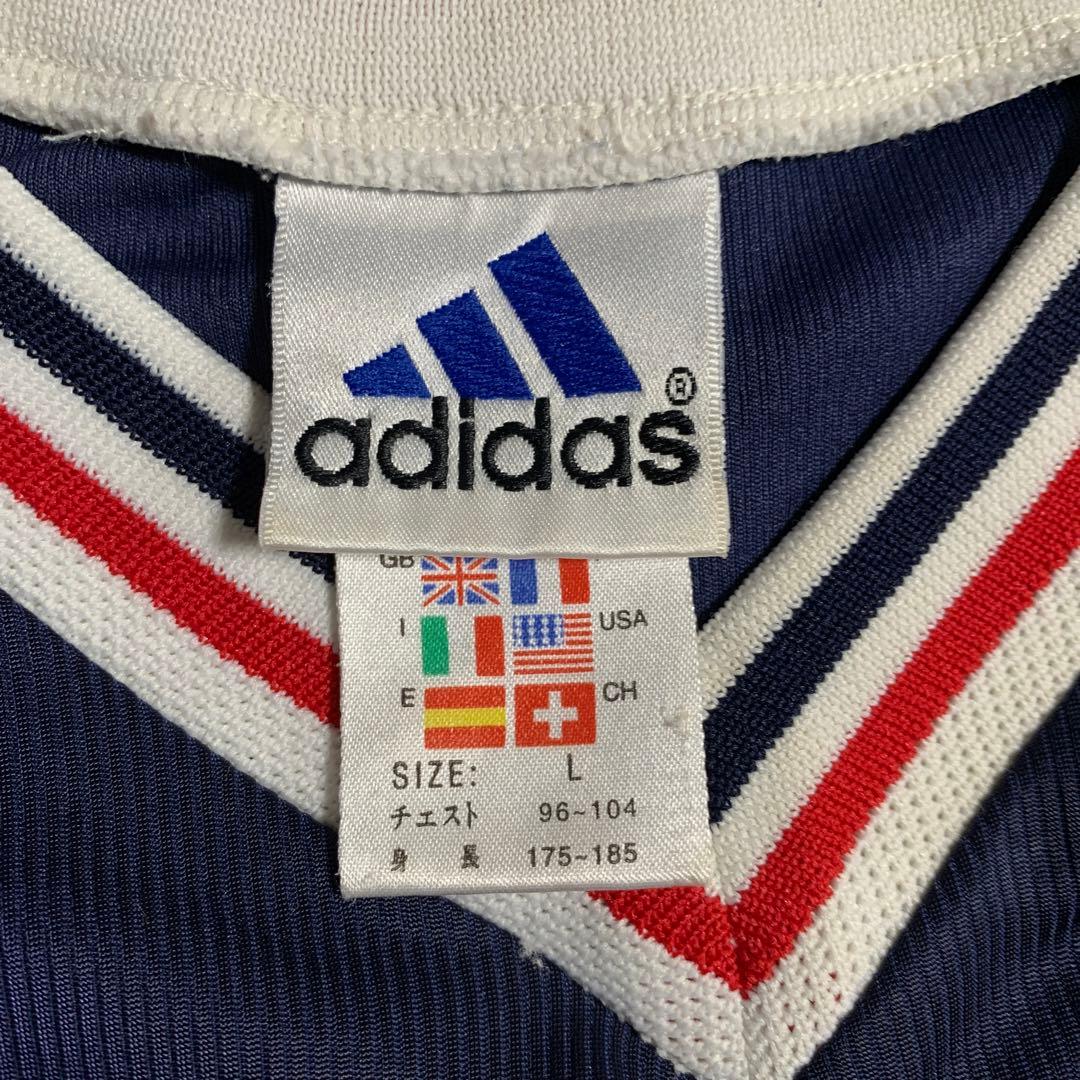 adidas®
GB
I USA
E CH
SIZE: L
チェスト 96~104
身 長 175~185